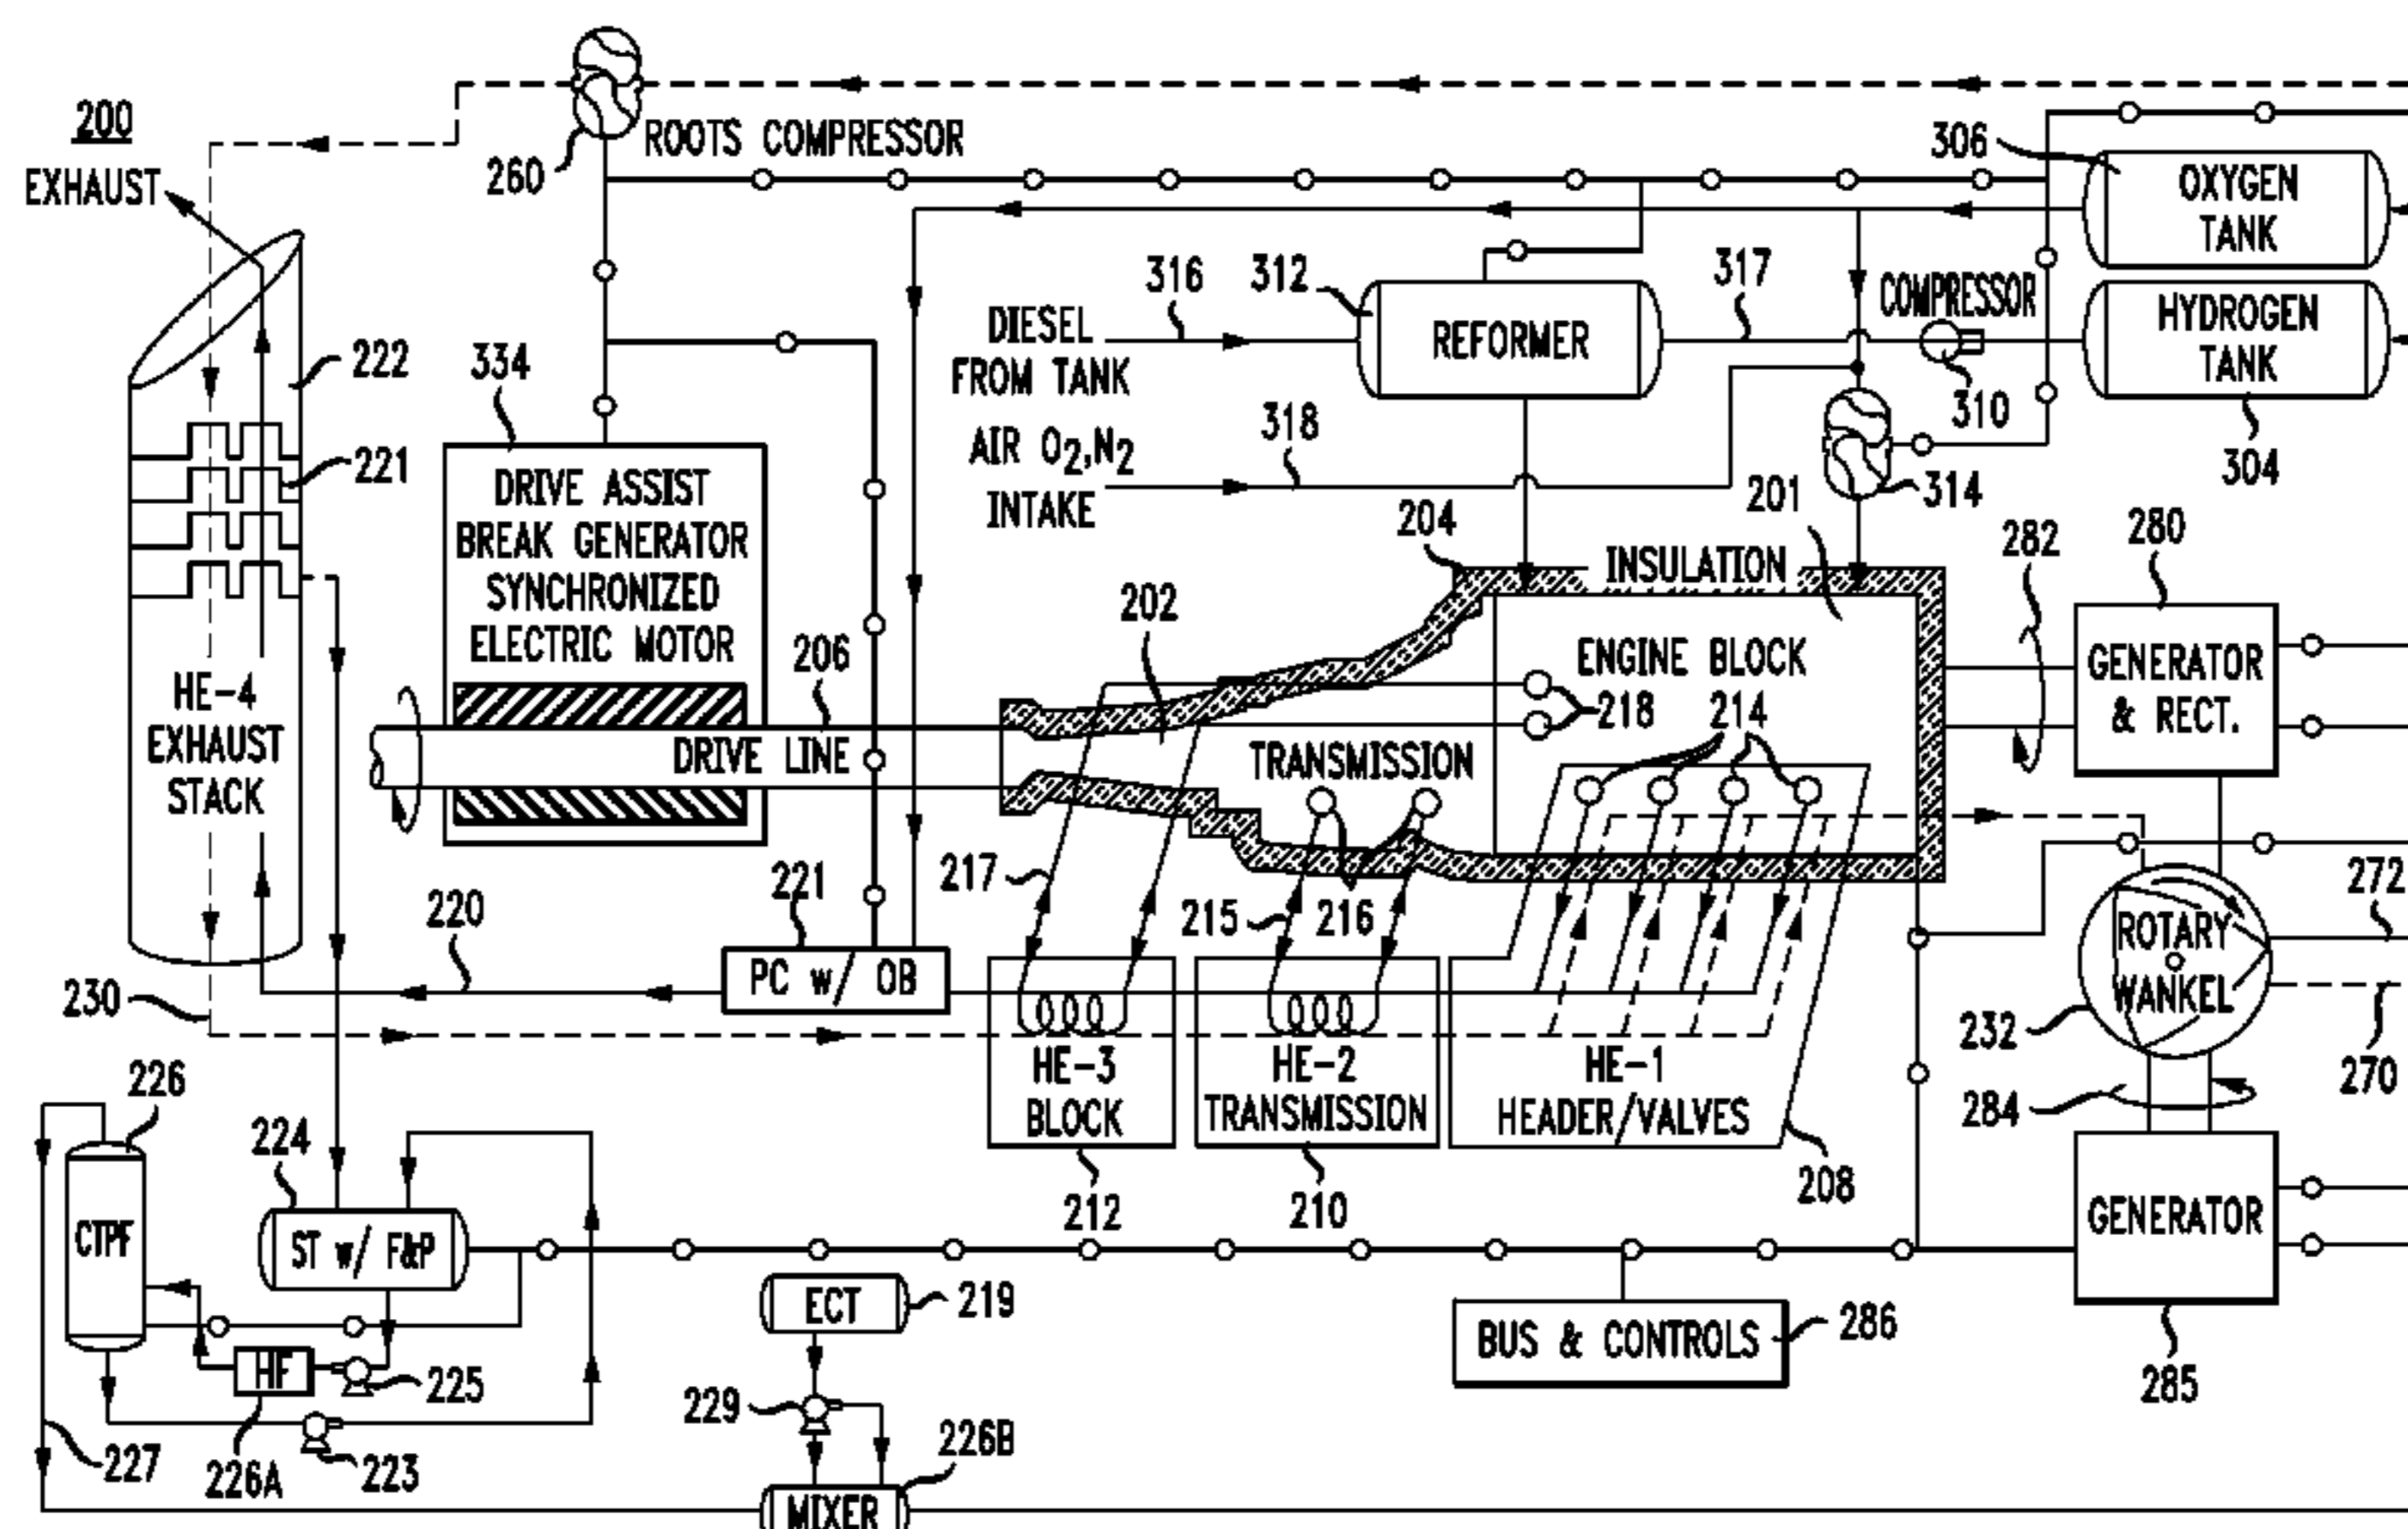 200
EXHAUST
260
ROOTS COMPRESSOR
306
OXYGEN
TANK
316
312
317
COMPRESSOR
HYDROGEN
TANK
DIESEL
FROM TANK
REFORMER
310
304
222
334
AIR O2,N2
INTAKE
318
314
221
DRIVE ASSIST
BREAK GENERATOR
SYNCHRONIZED
ELECTRIC MOTOR
204
INSULATION
201
282
280
202
206
ENGINE BLOCK
GENERATOR
& RECT.
HE-4
EXHAUST
STACK
218
214
DRIVE LINE
TRANSMISSION
217
221
215
216
272
220
PC w/ OB
ROTARY
WANKEL
230
232
270
HE-3
BLOCK
HE-2
TRANSMISSION
HE-1
HEADER/VALVES
284
226
224
212
210
208
CTPF
ST w/ F&P
GENERATOR
ECT
219
BUS & CONTROLS
286
285
HF
225
229
226B
227
226A
223
MIXER